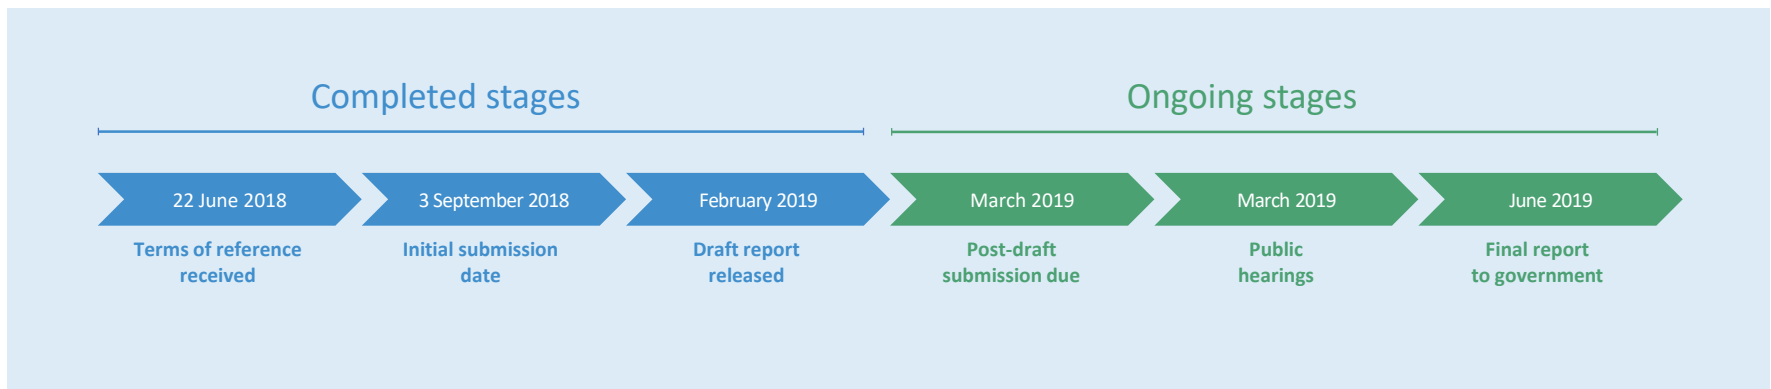 Completed stages
Ongoing stages
22 June 2018
3 September 2018
February 2019
March 2019
March 2019
June 2019
Terms of reference
received
Initial submission
date
Draft report
released
Post-draft
submission due
Public
hearings
Final report
to government